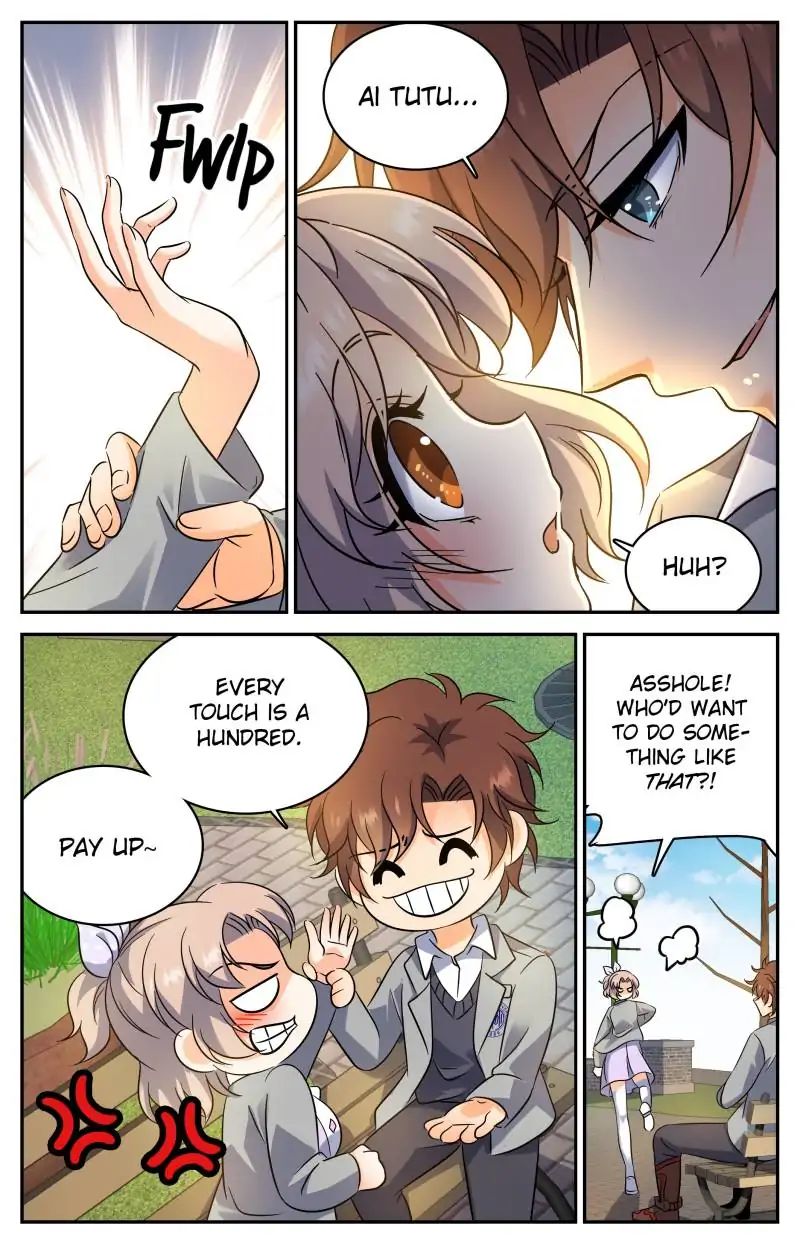 FWIP
AI TUTU...
HUH?
EVERY
TOUCH IS A
HUNDRED.
PAY UP~
ASSHOLE!
WHO'D WANT
TO DO SOME-
THING LIKE
THAT?!